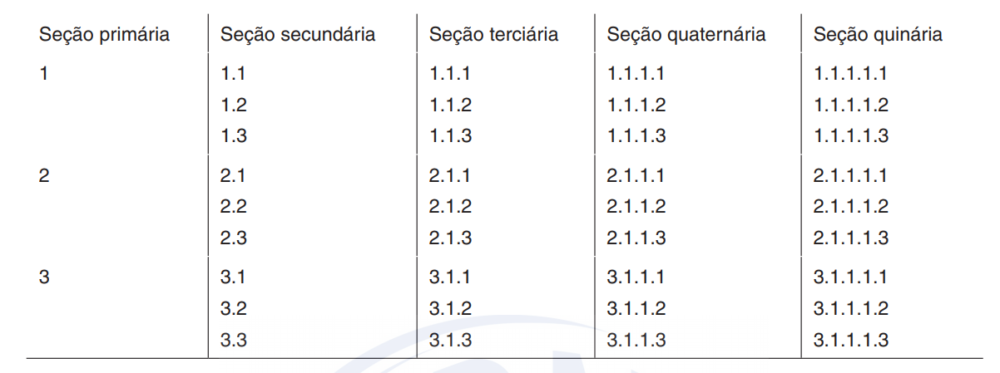 Seção primária Seção secundária Seção terciária Seção quaternária Seção quinária
1 1.1 1.1.1 1.1.1.1 1.1.1.1.1
1.2 1.1.2 1.1.1.2 1.1.1.1.2
1.3 1.1.3 1.1.1.3 1.1.1.1.3
2 2.1 2.1.1 2.1.1.1 2.1.1.1.1
2.2 2.1.2 2.1.1.2 2.1.1.1.2
2.3 2.1.3 2.1.1.3 2.1.1.1.3
3 3.1 3.1.1 3.1.1.1 3.1.1.1.1
3.2 3.1.2 3.1.1.2 3.1.1.1.2
3.3 3.1.3 3.1.1.3 3.1.1.1.3